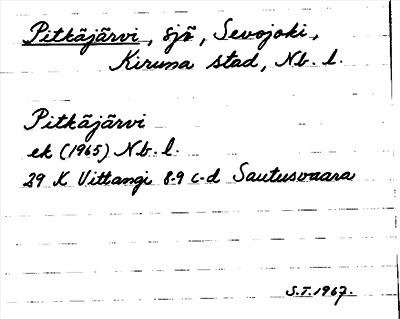 Pitkäjärvi, sjö, Sevojoki,
Kiruna stad, Nb. l.
Pitkäjärvi
ek (1965) Nb. l.
29 K Vittangi 8-9 c-d Sautusvaara
S.T. 1967.